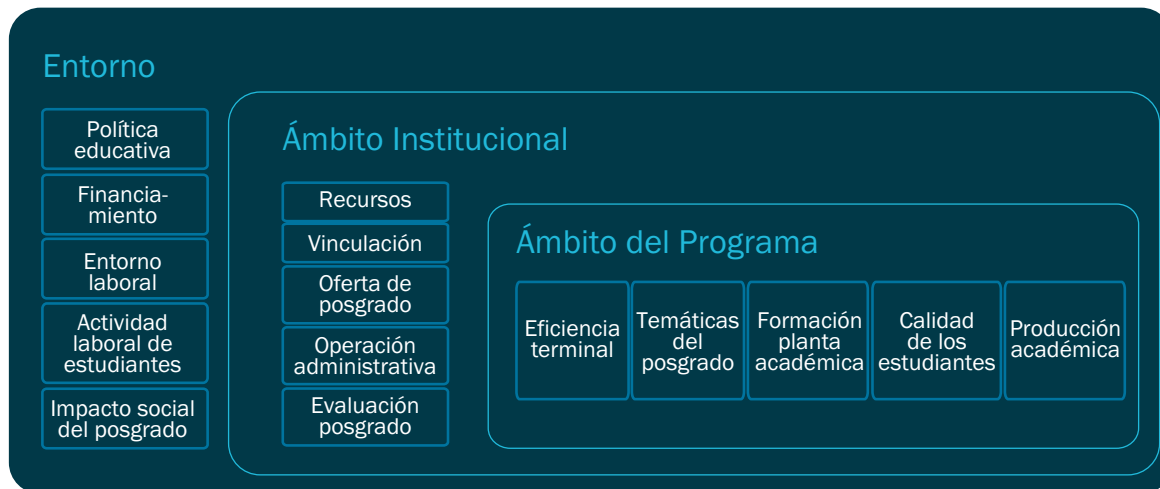 Entorno
Política
educativa
Financia-
miento
Entorno
laboral
Actividad
laboral de
estudiantes
Impacto social
del posgrado
Ámbito Institucional
Recursos
Vinculación
Oferta de
posgrado
Operación
administrativa
Evaluación
posgrado
Ámbito del Programa
Eficiencia
terminal
Temáticas
del
posgrado
Formación
planta
académica
Calidad
de los
estudiantes
Producción
académica